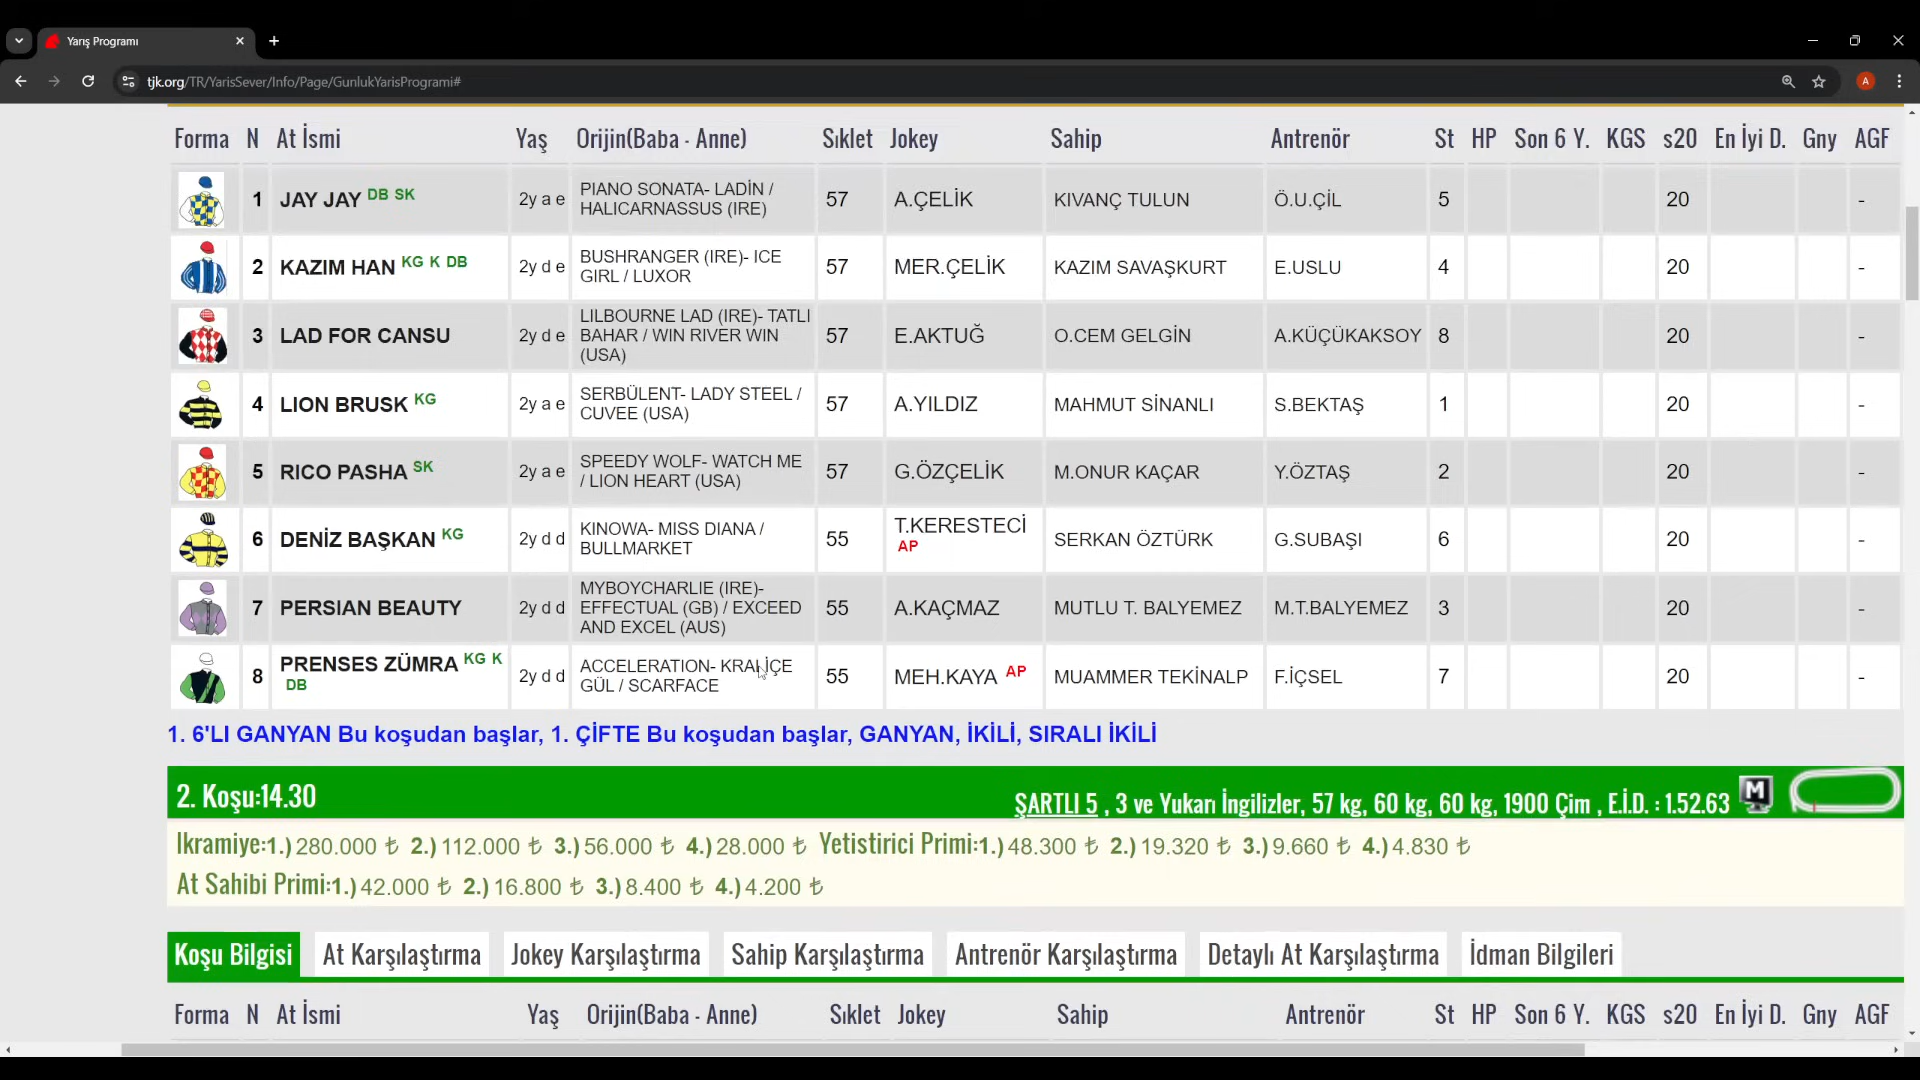 Yarış Programı
tjk.org/TR/YarisSever/Info/Page/GunlukYarisProgrami#
A
Forma N At İsmi Yaş Orijin(Baba - Anne) Sıklet Jokey Sahip Antrenör St HP Son 6 Y. KGS s20 En İyi D. Gny AGF
1 JAY JAY DB SK 2y a e PIANO SONATA- LADİN / HALICARNASSUS (IRE) 57 A.ÇELİK KIVANÇ TULUN Ö.U.ÇİL 5 20 -
2 KAZIM HAN KG K DB 2y d e BUSHRANGER (IRE)- ICE GIRL / LUXOR 57 MER.ÇELİK KAZIM SAVAŞKURT E.USLU 4 20 -
3 LAD FOR CANSU 2y d e LILBOURNE LAD (IRE)- TATLI BAHAR / WIN RIVER WIN (USA) 57 E.AKTUĞ O.CEM GELGİN A.KÜÇÜKAKSOY 8 20 -
4 LION BRUSK KG 2y a e SERBÜLENT- LADY STEEL / CUVEE (USA) 57 A.YILDIZ MAHMUT SİNANLI S.BEKTAŞ 1 20 -
5 RICO PASHA SK 2y a e SPEEDY WOLF- WATCH ME / LION HEART (USA) 57 G.ÖZÇELİK M.ONUR KAÇAR Y.ÖZTAŞ 2 20 -
6 DENİZ BAŞKAN KG 2y d d KINOWA- MISS DIANA / BULLMARKET 55 T.KERESTECİ AP SERKAN ÖZTÜRK G.SUBAŞI 6 20 -
7 PERSIAN BEAUTY 2y d d MYBOYCHARLIE (IRE)- EFFECTUAL (GB) / EXCEED AND EXCEL (AUS) 55 A.KAÇMAZ MUTLU T. BALYEMEZ M.T.BALYEMEZ 3 20 -
8 PRENSES ZÜMRA KG K DB 2y d d ACCELERATION- KRALİÇE GÜL / SCARFACE 55 MEH.KAYA AP MUAMMER TEKİNALP F.İÇSEL 7 20 -
1. 6'LI GANYAN Bu koşudan başlar, 1. ÇİFTE Bu koşudan başlar, GANYAN, İKİLİ, SIRALI İKİLİ
2. Koşu:14.30 ŞARTLI 5 , 3 ve Yukarı İngilizler, 57 kg, 60 kg, 60 kg, 1900 Çim , E.İ.D. : 1.52.63 M
Ikramiye:1.) 280.000 ₺ 2.) 112.000 ₺ 3.) 56.000 ₺ 4.) 28.000 ₺ Yetistirici Primi:1.) 48.300 ₺ 2.) 19.320 ₺ 3.) 9.660 ₺ 4.) 4.830 ₺
At Sahibi Primi:1.) 42.000 ₺ 2.) 16.800 ₺ 3.) 8.400 ₺ 4.) 4.200 ₺
Koşu Bilgisi At Karşılaştırma Jokey Karşılaştırma Sahip Karşılaştırma Antrenör Karşılaştırma Detaylı At Karşılaştırma İdman Bilgileri
Forma N At İsmi Yaş Orijin(Baba - Anne) Sıklet Jokey Sahip Antrenör St HP Son 6 Y. KGS s20 En İyi D. Gny AGF